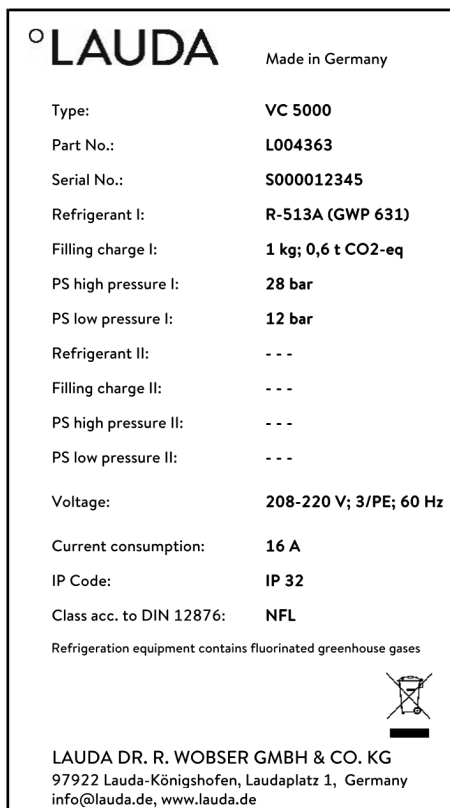 °LAUDA Made in Germany
Type: VC 5000
Part No.: L004363
Serial No.: S000012345
Refrigerant I: R-513A (GWP 631)
Filling charge I: 1 kg; 0,6 t CO2-eq
PS high pressure I: 28 bar
PS low pressure I: 12 bar
Refrigerant II: - - -
Filling charge II: - - -
PS high pressure II: - - -
PS low pressure II: - - -
Voltage: 208-220 V; 3/PE; 60 Hz
Current consumption: 16 A
IP Code: IP 32
Class acc. to DIN 12876: NFL
Refrigeration equipment contains fluorinated greenhouse gases
LAUDA DR. R. WOBSER GMBH & CO. KG
97922 Lauda-Königshofen, Laudaplatz 1, Germany
info@lauda.de, www.lauda.de